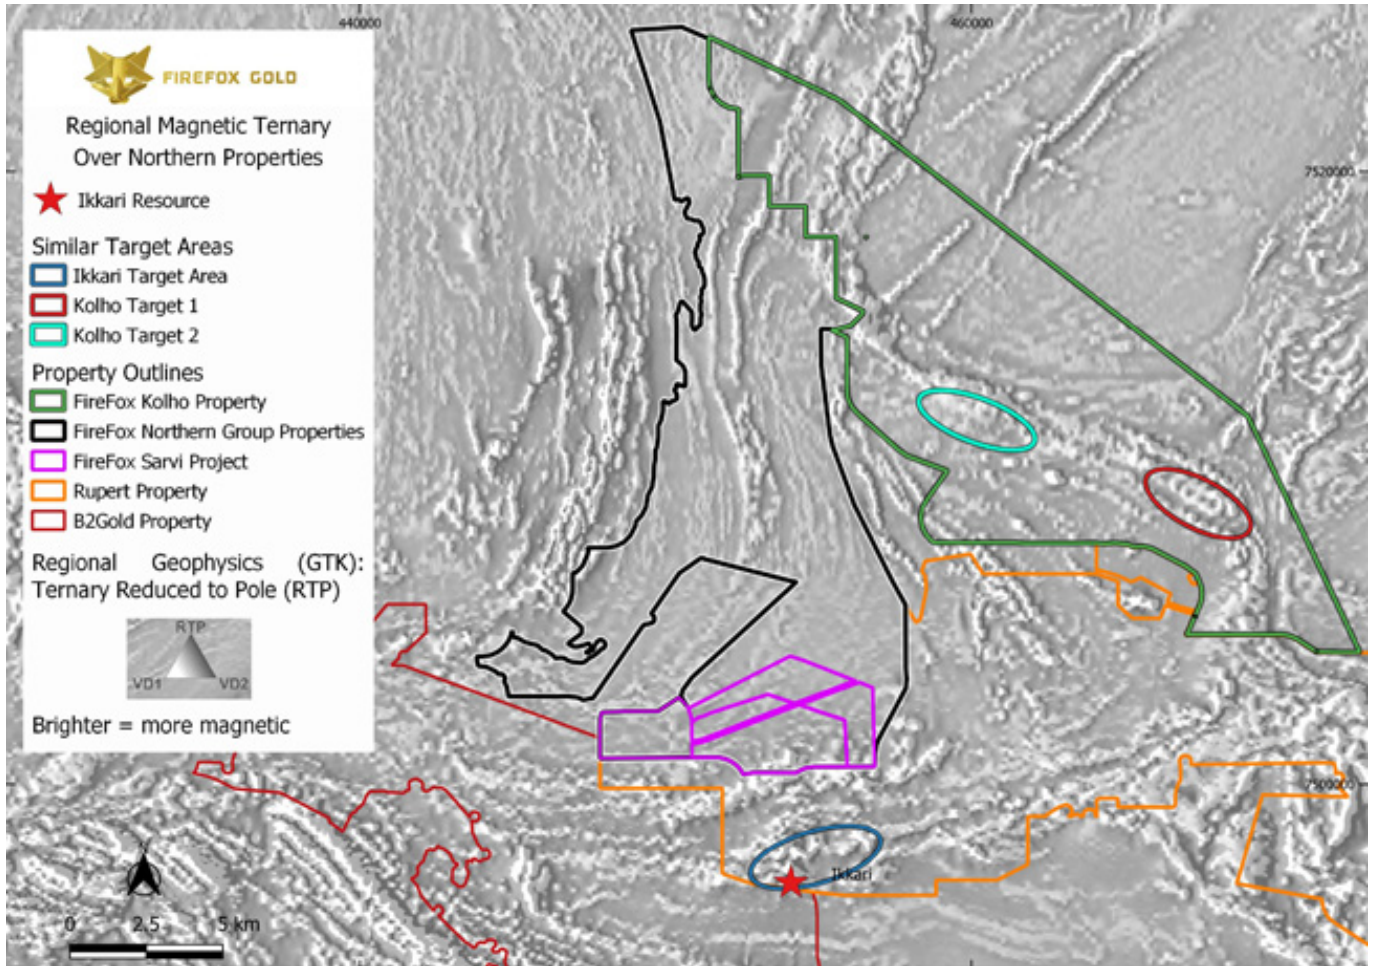 440000
460000
FIREFOX GOLD
Regional Magnetic Ternary
Over Northern Properties
Ikkari Resource
Similar Target Areas
Ikkari Target Area
Kolho Target 1
Kolho Target 2
Property Outlines
FireFox Kolho Property
FireFox Northern Group Properties
FireFox Sarvi Project
Rupert Property
B2Gold Property
Regional Geophysics (GTK):
Ternary Reduced to Pole (RTP)
RTP
VD1 VD2
Brighter = more magnetic
7520000
7500000
Ikkari
0 2.5 5 km